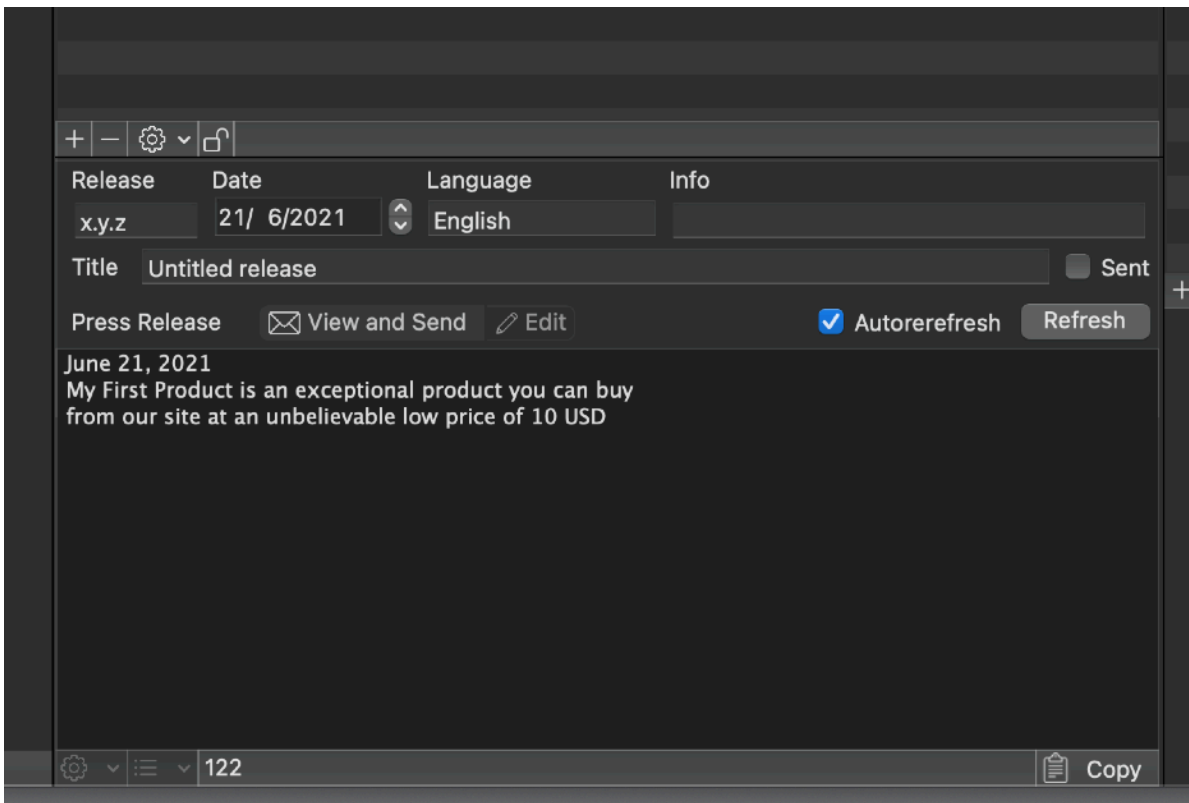 Release Date Language Info
x.y.z 21/ 6/2021 English
Title Untitled release Sent
Press Release View and Send Edit Autorerefresh Refresh
June 21, 2021
My First Product is an exceptional product you can buy
from our site at an unbelievable low price of 10 USD
122 Copy